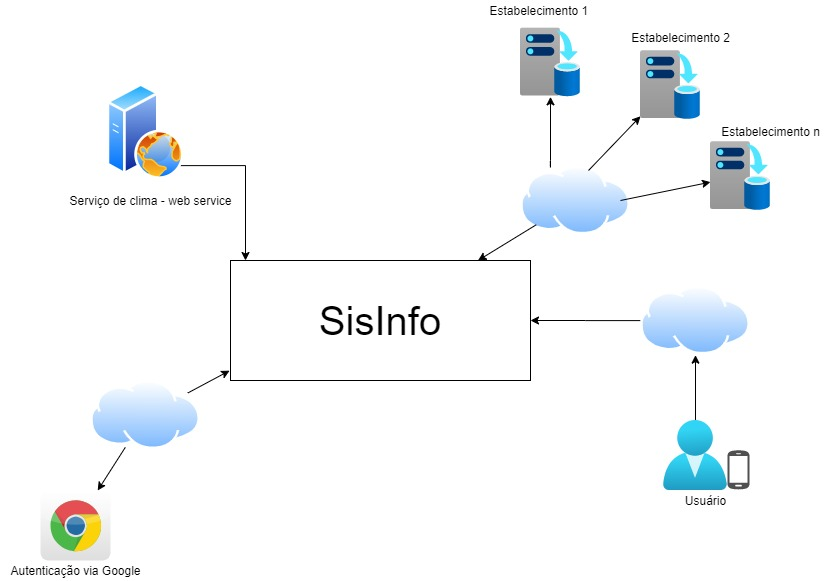 Estabelecimento 1
Estabelecimento 2
Estabelecimento n
Serviço de clima - web service
SisInfo
Usuário
Autenticação via Google